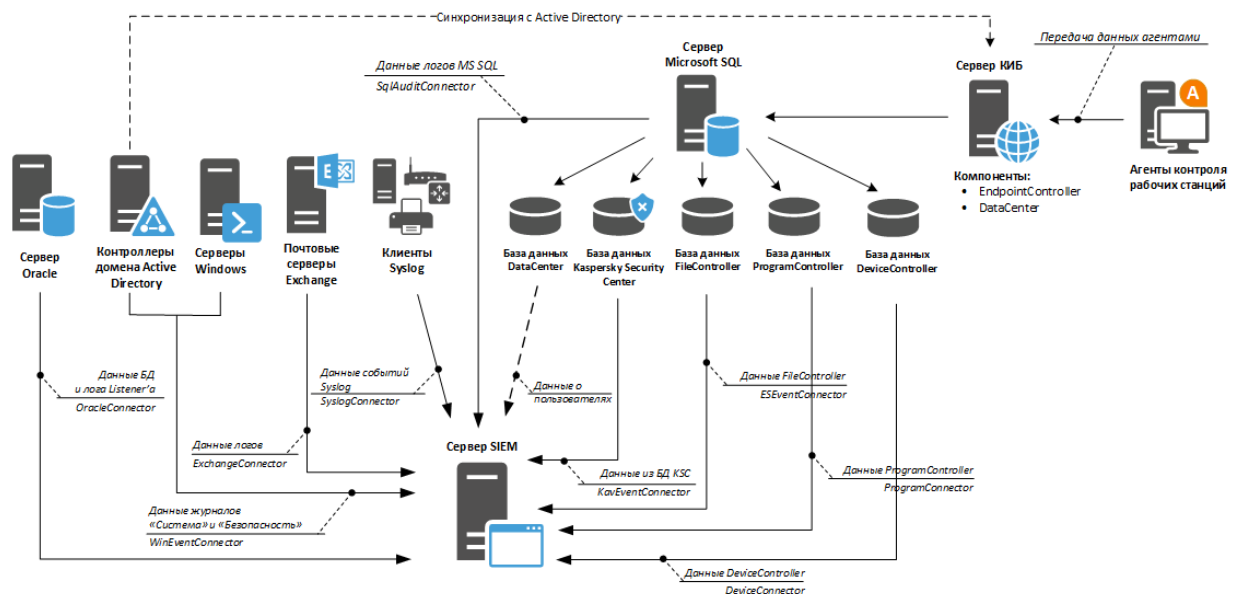 Синхронизация с Active Directory
Передача данных агентами
Сервер
Microsoft SQL
Сервер КИБ
Данные логов MS SQL
SqlAuditConnector
A
Агенты контроля
рабочих станций
Компоненты:
• EndpointController
• DataCenter
E
Сервер
Oracle
Контроллеры
домена Active
Directory
Серверы
Windows
Почтовые
серверы
Exchange
Клиенты
Syslog
База данных
DataCenter
База данных
Kaspersky Security
Center
База данных
FileController
База данных
ProgramController
База данных
DeviceController
Данные БД
и лога Listener'а
OracleConnector
Данные событий
Syslog
SyslogConnector
Данные о
пользователях
Данные FileController
ESEventConnector
Данные логов
ExchangeConnector
Сервер SIEM
Данные из БД KSC
KavEventConnector
Данные ProgramController
ProgramConnector
Данные журналов
«Система» и «Безопасность»
WinEventConnector
Данные DeviceController
DeviceConnector